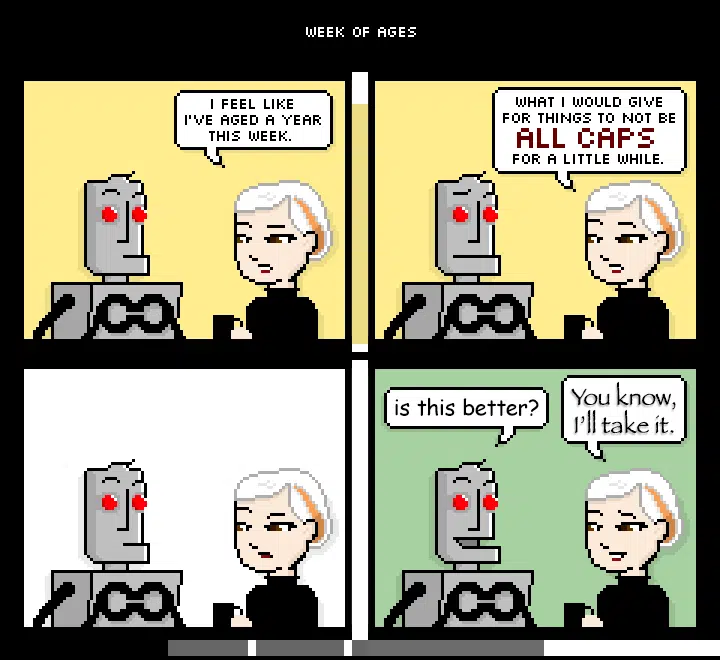 WEEK OF AGES
I FEEL LIKE
I'VE AGED A YEAR
THIS WEEK.
WHAT I WOULD GIVE
FOR THINGS TO NOT BE
ALL CAPS
FOR A LITTLE WHILE.
is this better?
You know,
I'll take it.